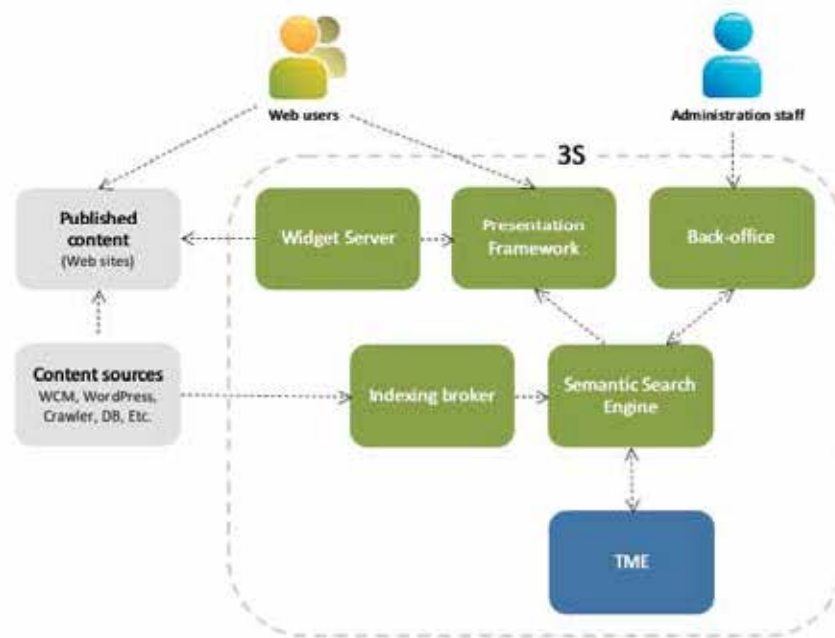 Web users
Administration staff
3S
Published
content
(Web sites)
Widget Server
Presentation
Framework
Back-office
Content sources
WCM, WordPress,
Crawler, DB, Etc.
Indexing broker
Semantic Search
Engine
TME